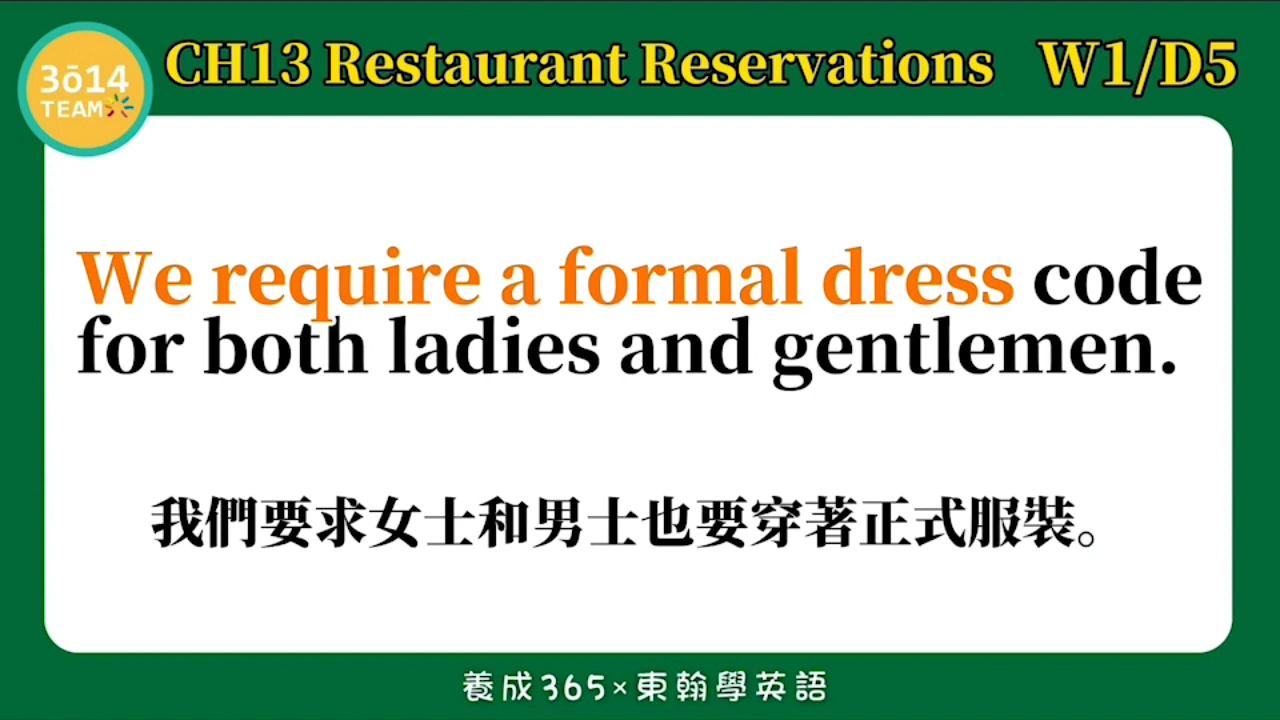 3ō14
TEAM
CH13 Restaurant Reservations W1/D5
We require a formal dress code
for both ladies and gentlemen.
我們要求女士和男士也要穿著正式服裝。
養成365×東翰學英語